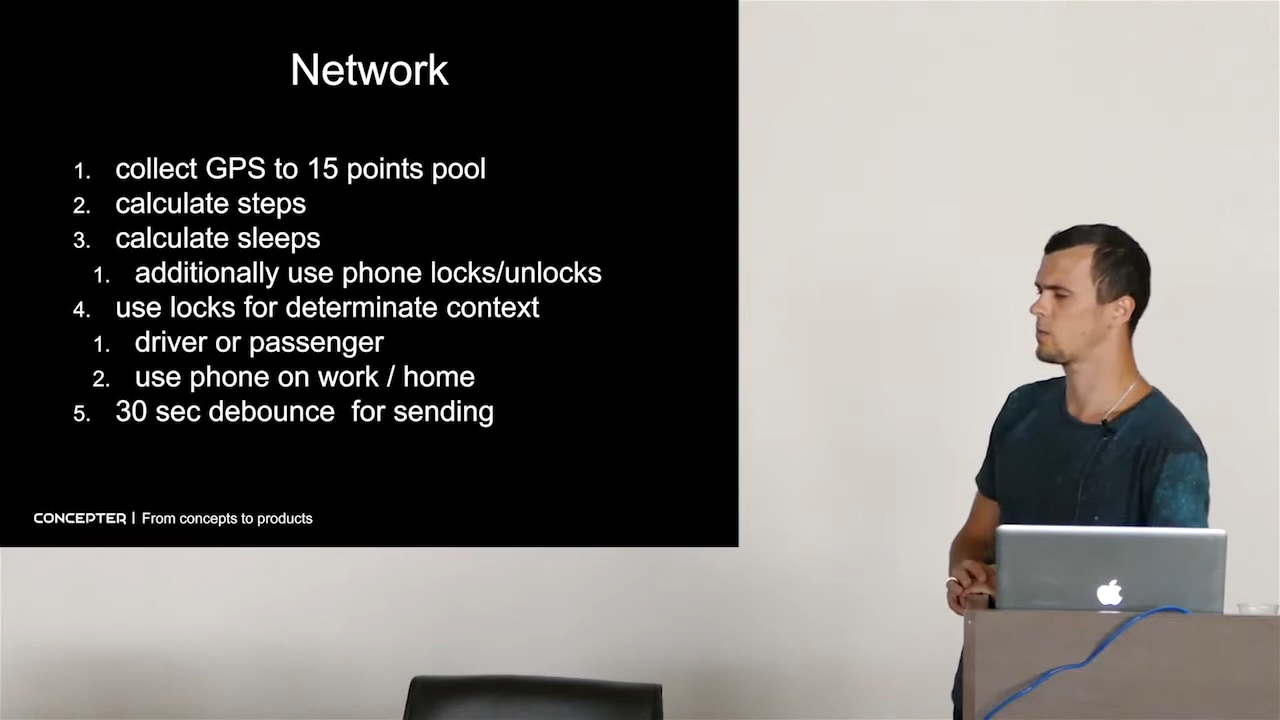 Network
1. collect GPS to 15 points pool
2. calculate steps
3. calculate sleeps
1. additionally use phone locks/unlocks
4. use locks for determinate context
1. driver or passenger
2. use phone on work / home
5. 30 sec debounce  for sending
CONCEPTER | From concepts to products